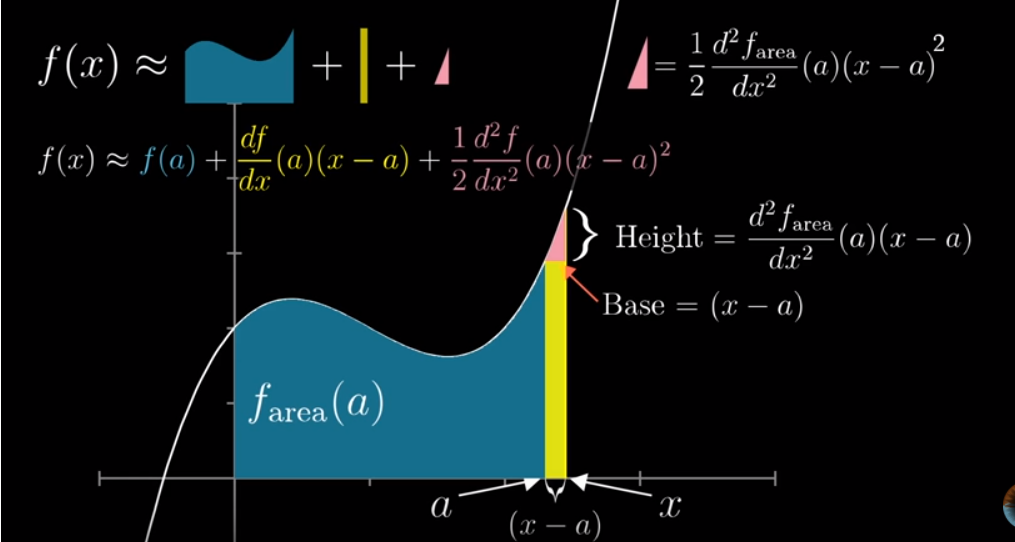 f(x) ≈ + + = 1/2 d²f_area/dx² (a)(x − a)²
f(x) ≈ f(a) + df/dx (a)(x − a) + 1/2 d²f/dx² (a)(x − a)²
Height = d²f_area/dx² (a)(x − a)
Base = (x − a)
f_area(a)
a
x
(x − a)